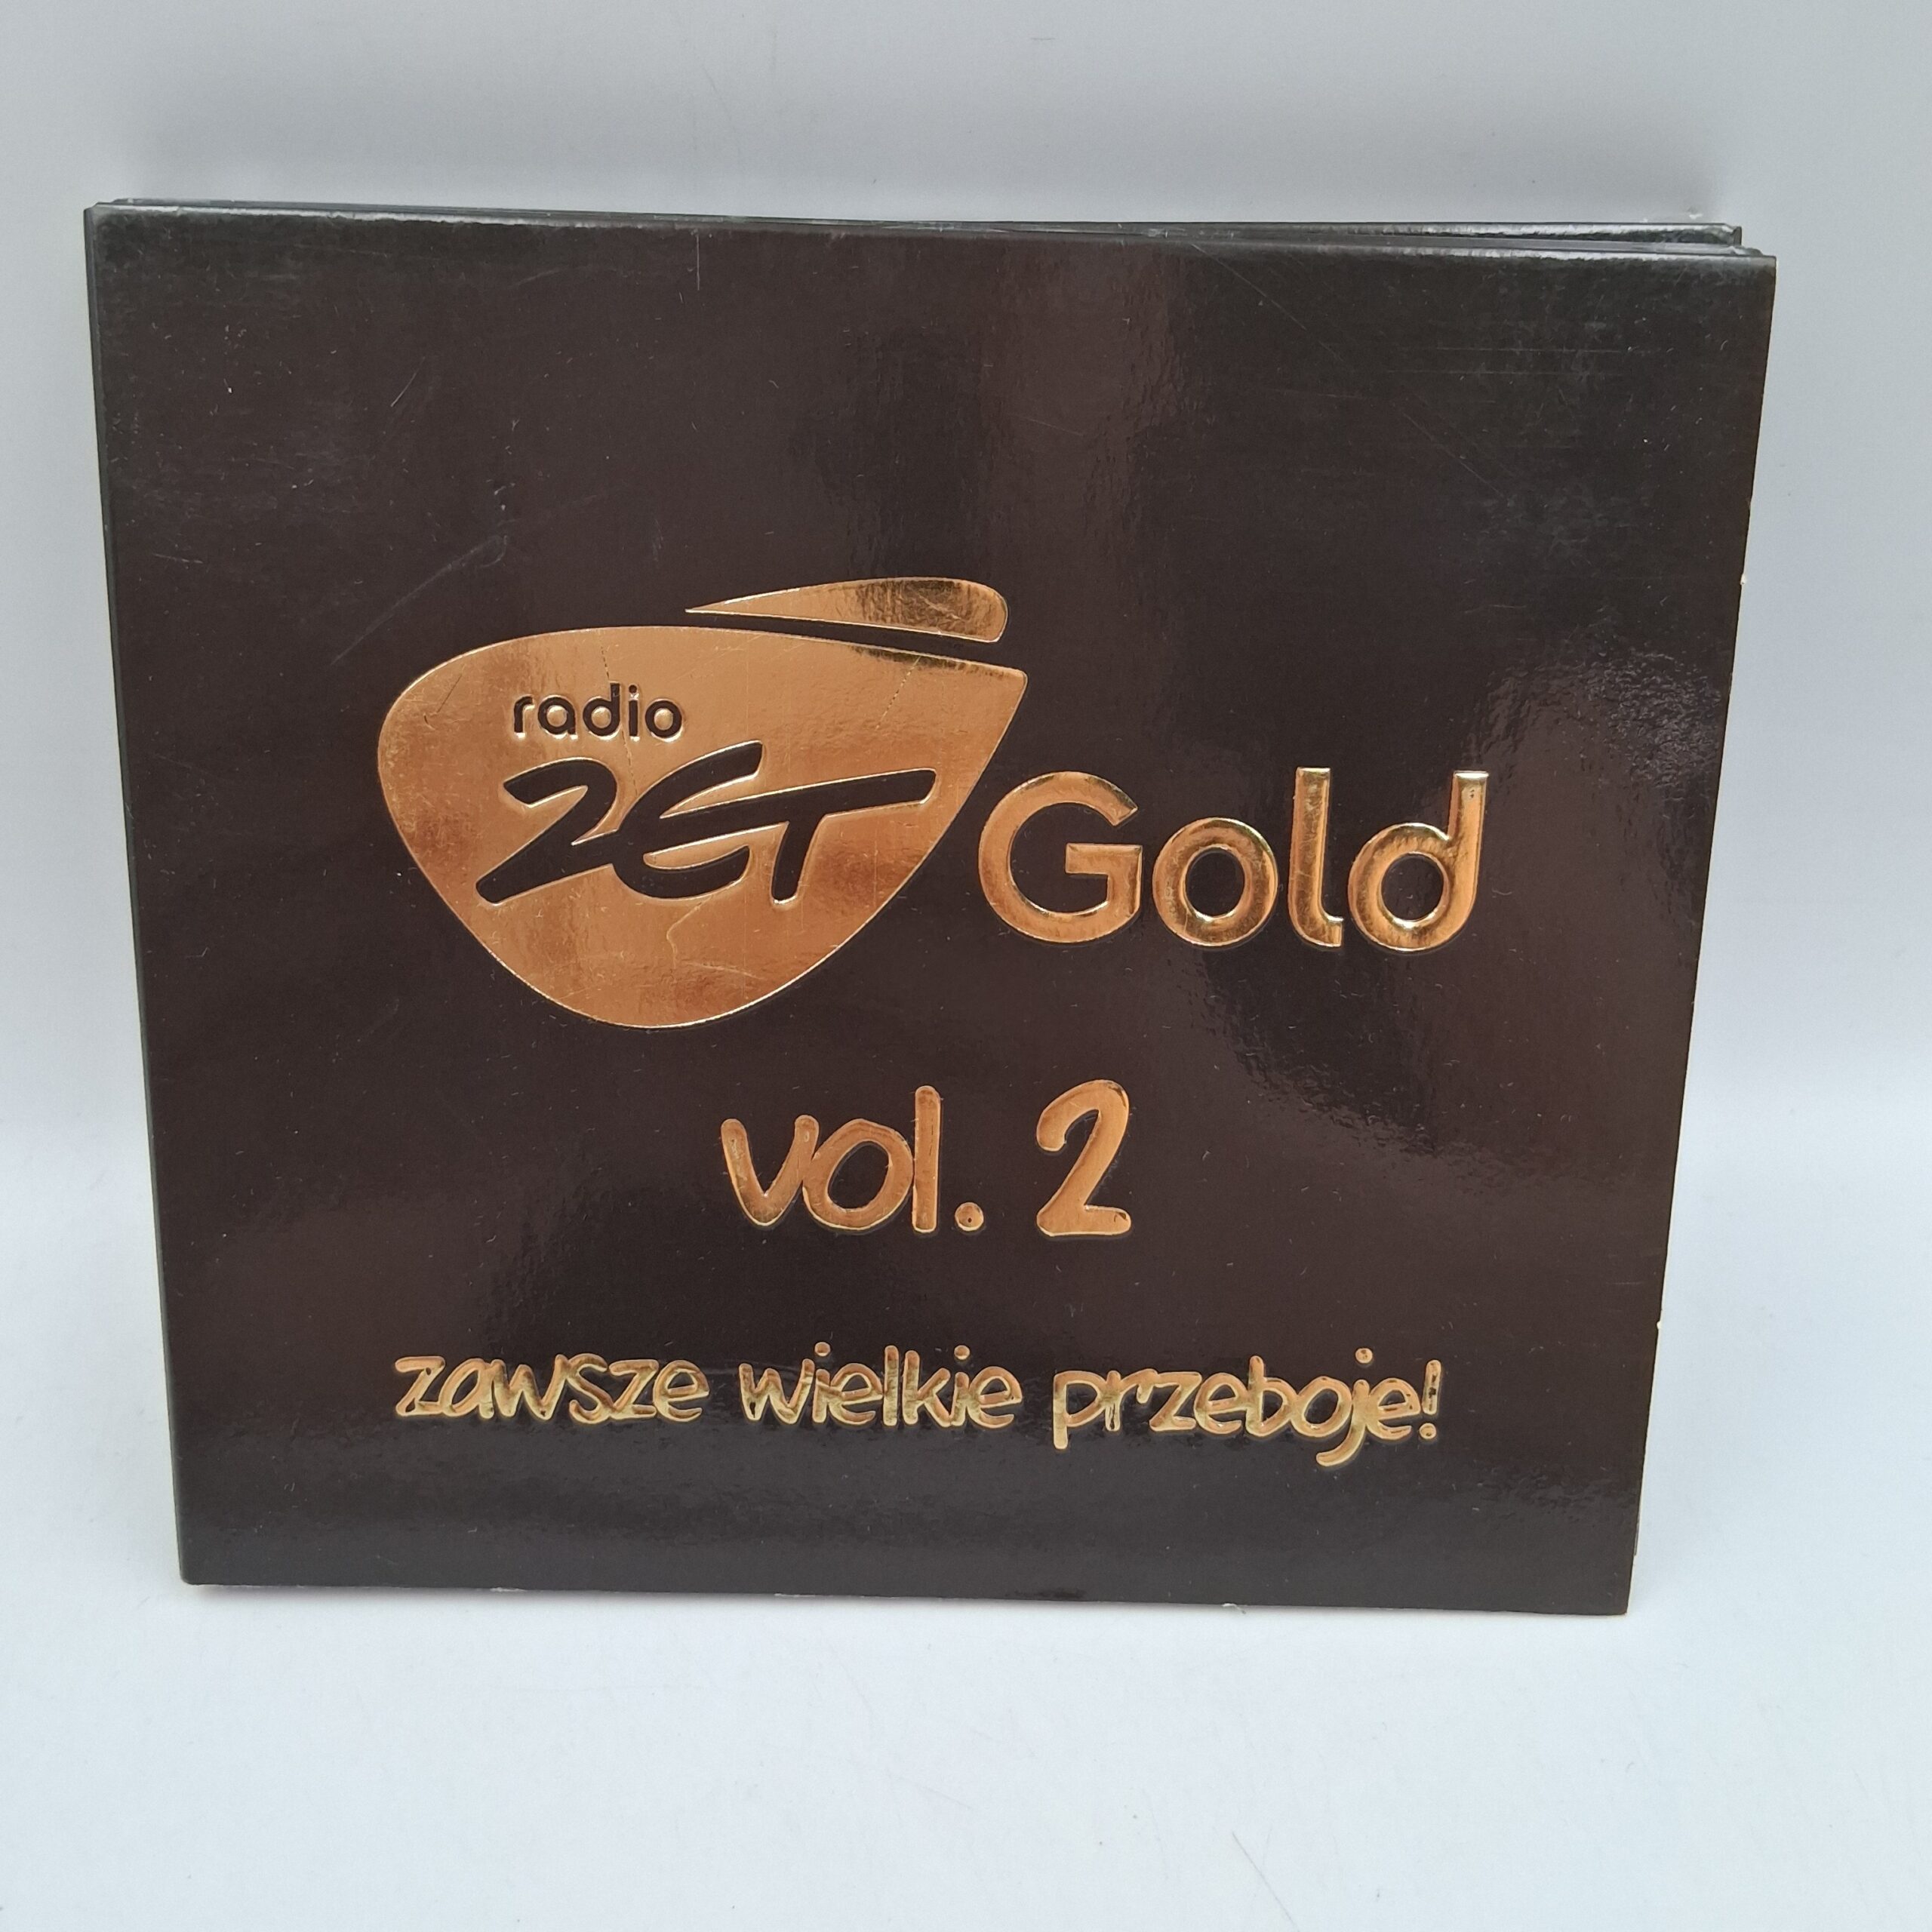 radio
ZET Gold
vol. 2
zawsze wielkie przeboje!